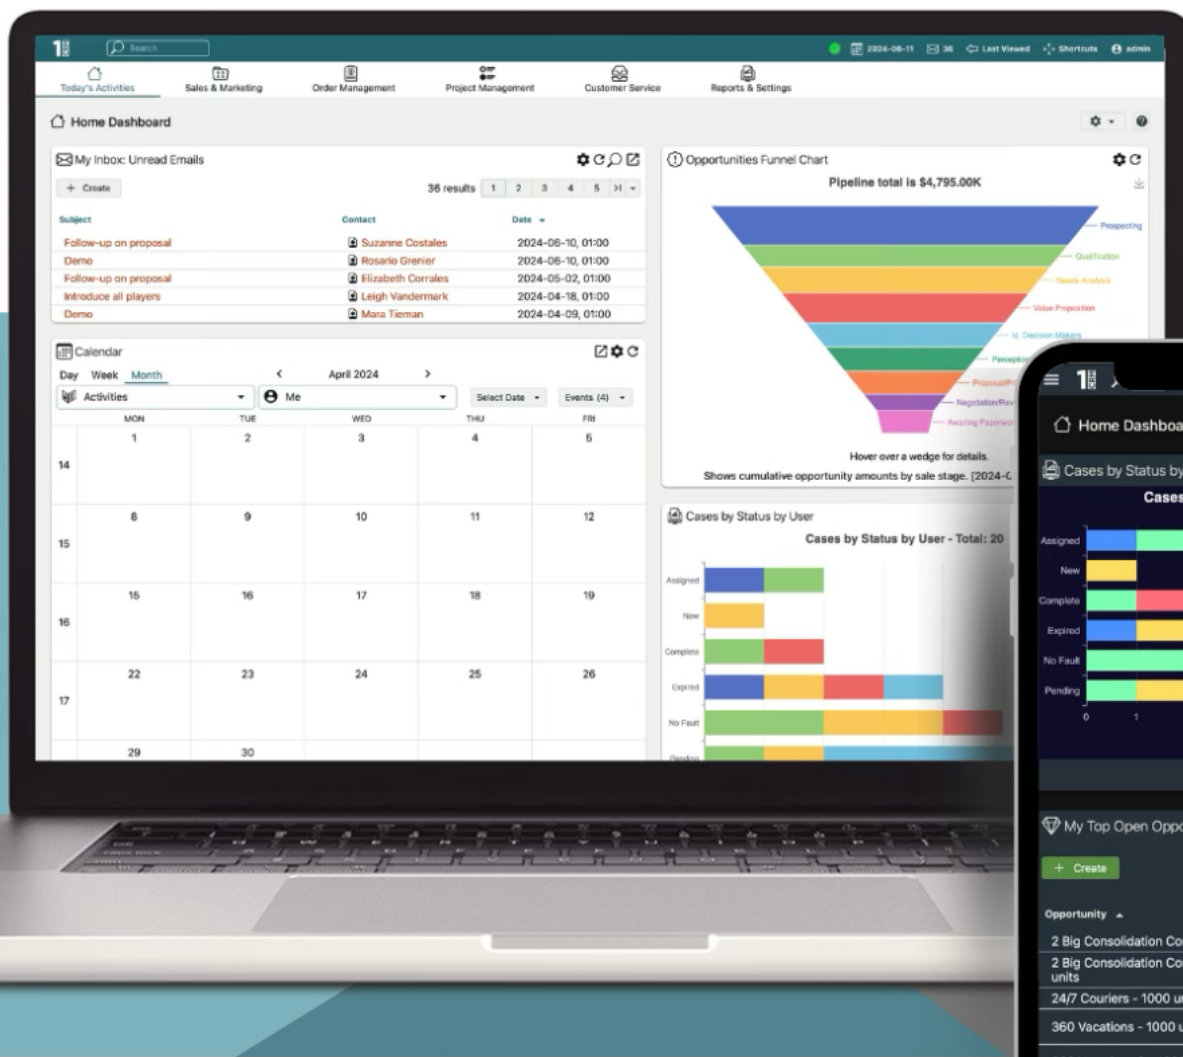 Search
2024-06-11 36 Last Viewed Shortcuts admin
Today's Activities Sales & Marketing Order Management Project Management Customer Service Reports & Settings
Home Dashboard
My Inbox: Unread Emails
+ Create 36 results 1 2 3 4 5
Subject Contact Date
Follow-up on proposal Suzanne Costales 2024-06-10, 01:00
Demo Rosario Grenier 2024-06-10, 01:00
Follow-up on proposal Elizabeth Corrales 2024-05-02, 01:00
Introduce all players Leigh Vandermark 2024-04-18, 01:00
Demo Mara Tieman 2024-04-09, 01:00
Calendar
Day Week Month < April 2024 >
Activities Me Select Date Events (4)
MON TUE WED THU FRI
1 2 3 4 5
14
8 9 10 11 12
15
15 16 17 18 19
16
22 23 24 25 26
17
29 30
Opportunities Funnel Chart
Pipeline total is $4,795.00K
Prospecting
Qualification
Needs Analysis
Value Proposition
Id. Decision Makers
Perceptio
Proposal/Pr
Negotiation/Rev
Awaiting Paperwor
Hover over a wedge for details.
Shows cumulative opportunity amounts by sale stage. [2024-0
Cases by Status by User
Cases by Status by User - Total: 20
Assigned
New
Complete
Expired
No Fault
Pending
Home Dashboa
Cases by Status by
Cases
Assigned
New
Complete
Expired
No Fault
Pending
0 1
My Top Open Oppo
+ Create
Opportunity
2 Big Consolidation Co
2 Big Consolidation Co
units
24/7 Couriers - 1000 u
360 Vacations - 1000 u